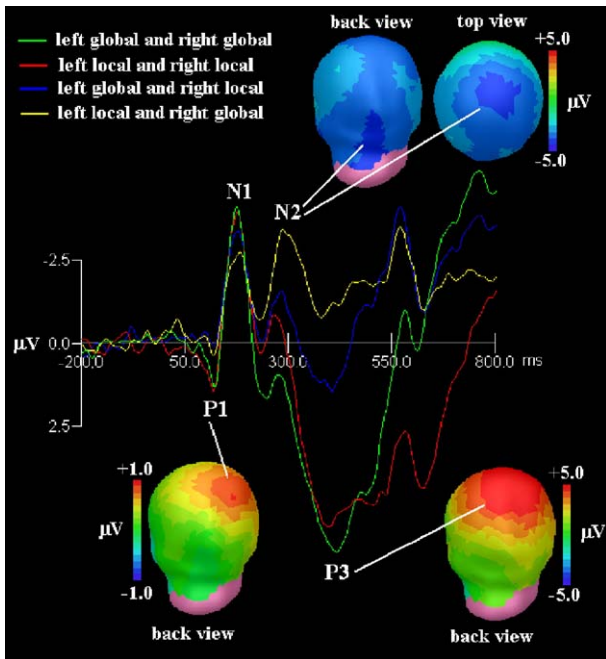 back view
top view
left global and right global
left local and right local
left global and right local
left local and right global
+5.0
μV
-5.0
N1
N2
-2.5
μV 0.0
-200.0 50.0 300.0 550.0 800.0 ms
2.5
P1
P3
+1.0
μV
-1.0
back view
+5.0
μV
-5.0
back view